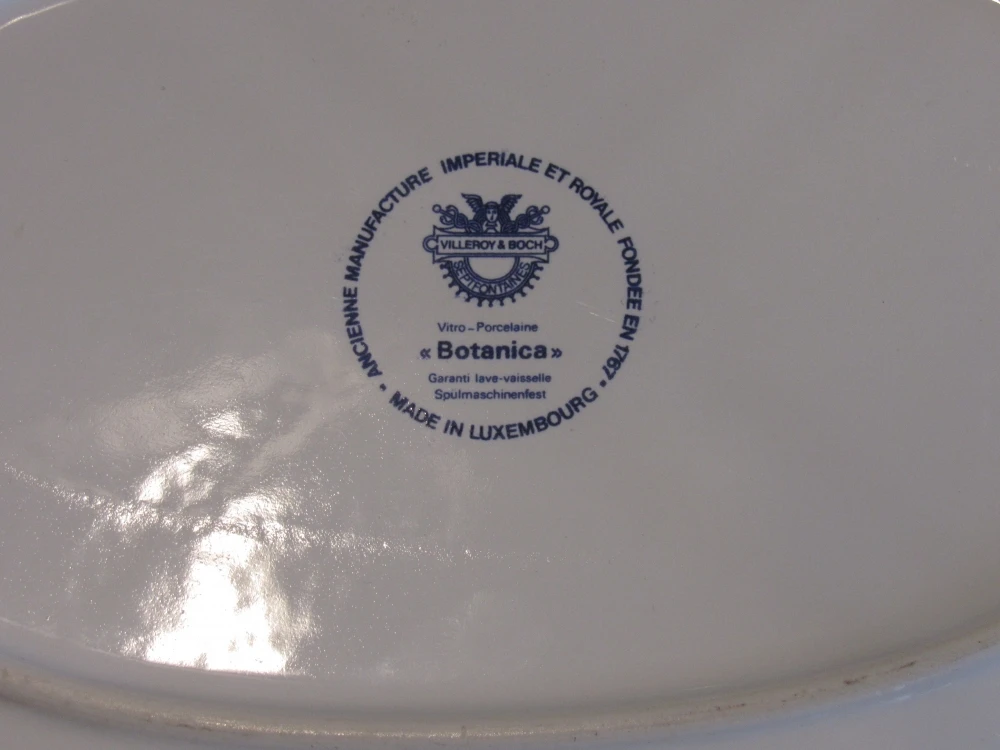 ANCIENNE MANUFACTURE IMPERIALE ET ROYALE FONDÉE EN 1767 •
VILLEROY & BOCH
SEPTFONTAINES
Vitro-Porcelaine
« Botanica »
Garanti lave-vaisselle
Spülmaschinenfest
• MADE IN LUXEMBOURG